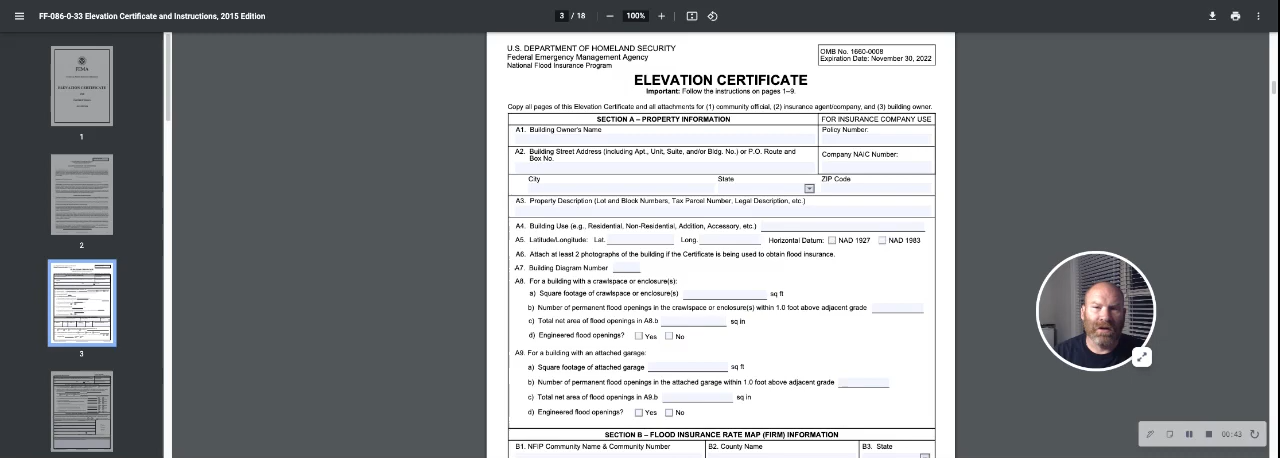 FF-086-0-33 Elevation Certificate and Instructions, 2015 Edition
3 / 18
100%
FEMA
ELEVATION CERTIFICATE
1
2
3
U.S. DEPARTMENT OF HOMELAND SECURITY
Federal Emergency Management Agency
National Flood Insurance Program
OMB No. 1660-0008
Expiration Date: November 30, 2022
ELEVATION CERTIFICATE
Important: Follow the instructions on pages 1–9.
Copy all pages of this Elevation Certificate and all attachments for (1) community official, (2) insurance agent/company, and (3) building owner.
SECTION A – PROPERTY INFORMATION
FOR INSURANCE COMPANY USE
A1. Building Owner's Name
Policy Number:
A2. Building Street Address (including Apt., Unit, Suite, and/or Bldg. No.) or P.O. Route and
Box No.
Company NAIC Number:
City
State
ZIP Code
A3. Property Description (Lot and Block Numbers, Tax Parcel Number, Legal Description, etc.)
A4. Building Use (e.g., Residential, Non-Residential, Addition, Accessory, etc.)
A5. Latitude/Longitude: Lat. Long. Horizontal Datum: NAD 1927 NAD 1983
A6. Attach at least 2 photographs of the building if the Certificate is being used to obtain flood insurance.
A7. Building Diagram Number
A8. For a building with a crawlspace or enclosure(s):
a) Square footage of crawlspace or enclosure(s) sq ft
b) Number of permanent flood openings in the crawlspace or enclosure(s) within 1.0 foot above adjacent grade
c) Total net area of flood openings in A8.b sq in
d) Engineered flood openings? Yes No
A9. For a building with an attached garage:
a) Square footage of attached garage sq ft
b) Number of permanent flood openings in the attached garage within 1.0 foot above adjacent grade
c) Total net area of flood openings in A9.b sq in
d) Engineered flood openings? Yes No
SECTION B – FLOOD INSURANCE RATE MAP (FIRM) INFORMATION
B1. NFIP Community Name & Community Number
B2. County Name
B3. State
00:43